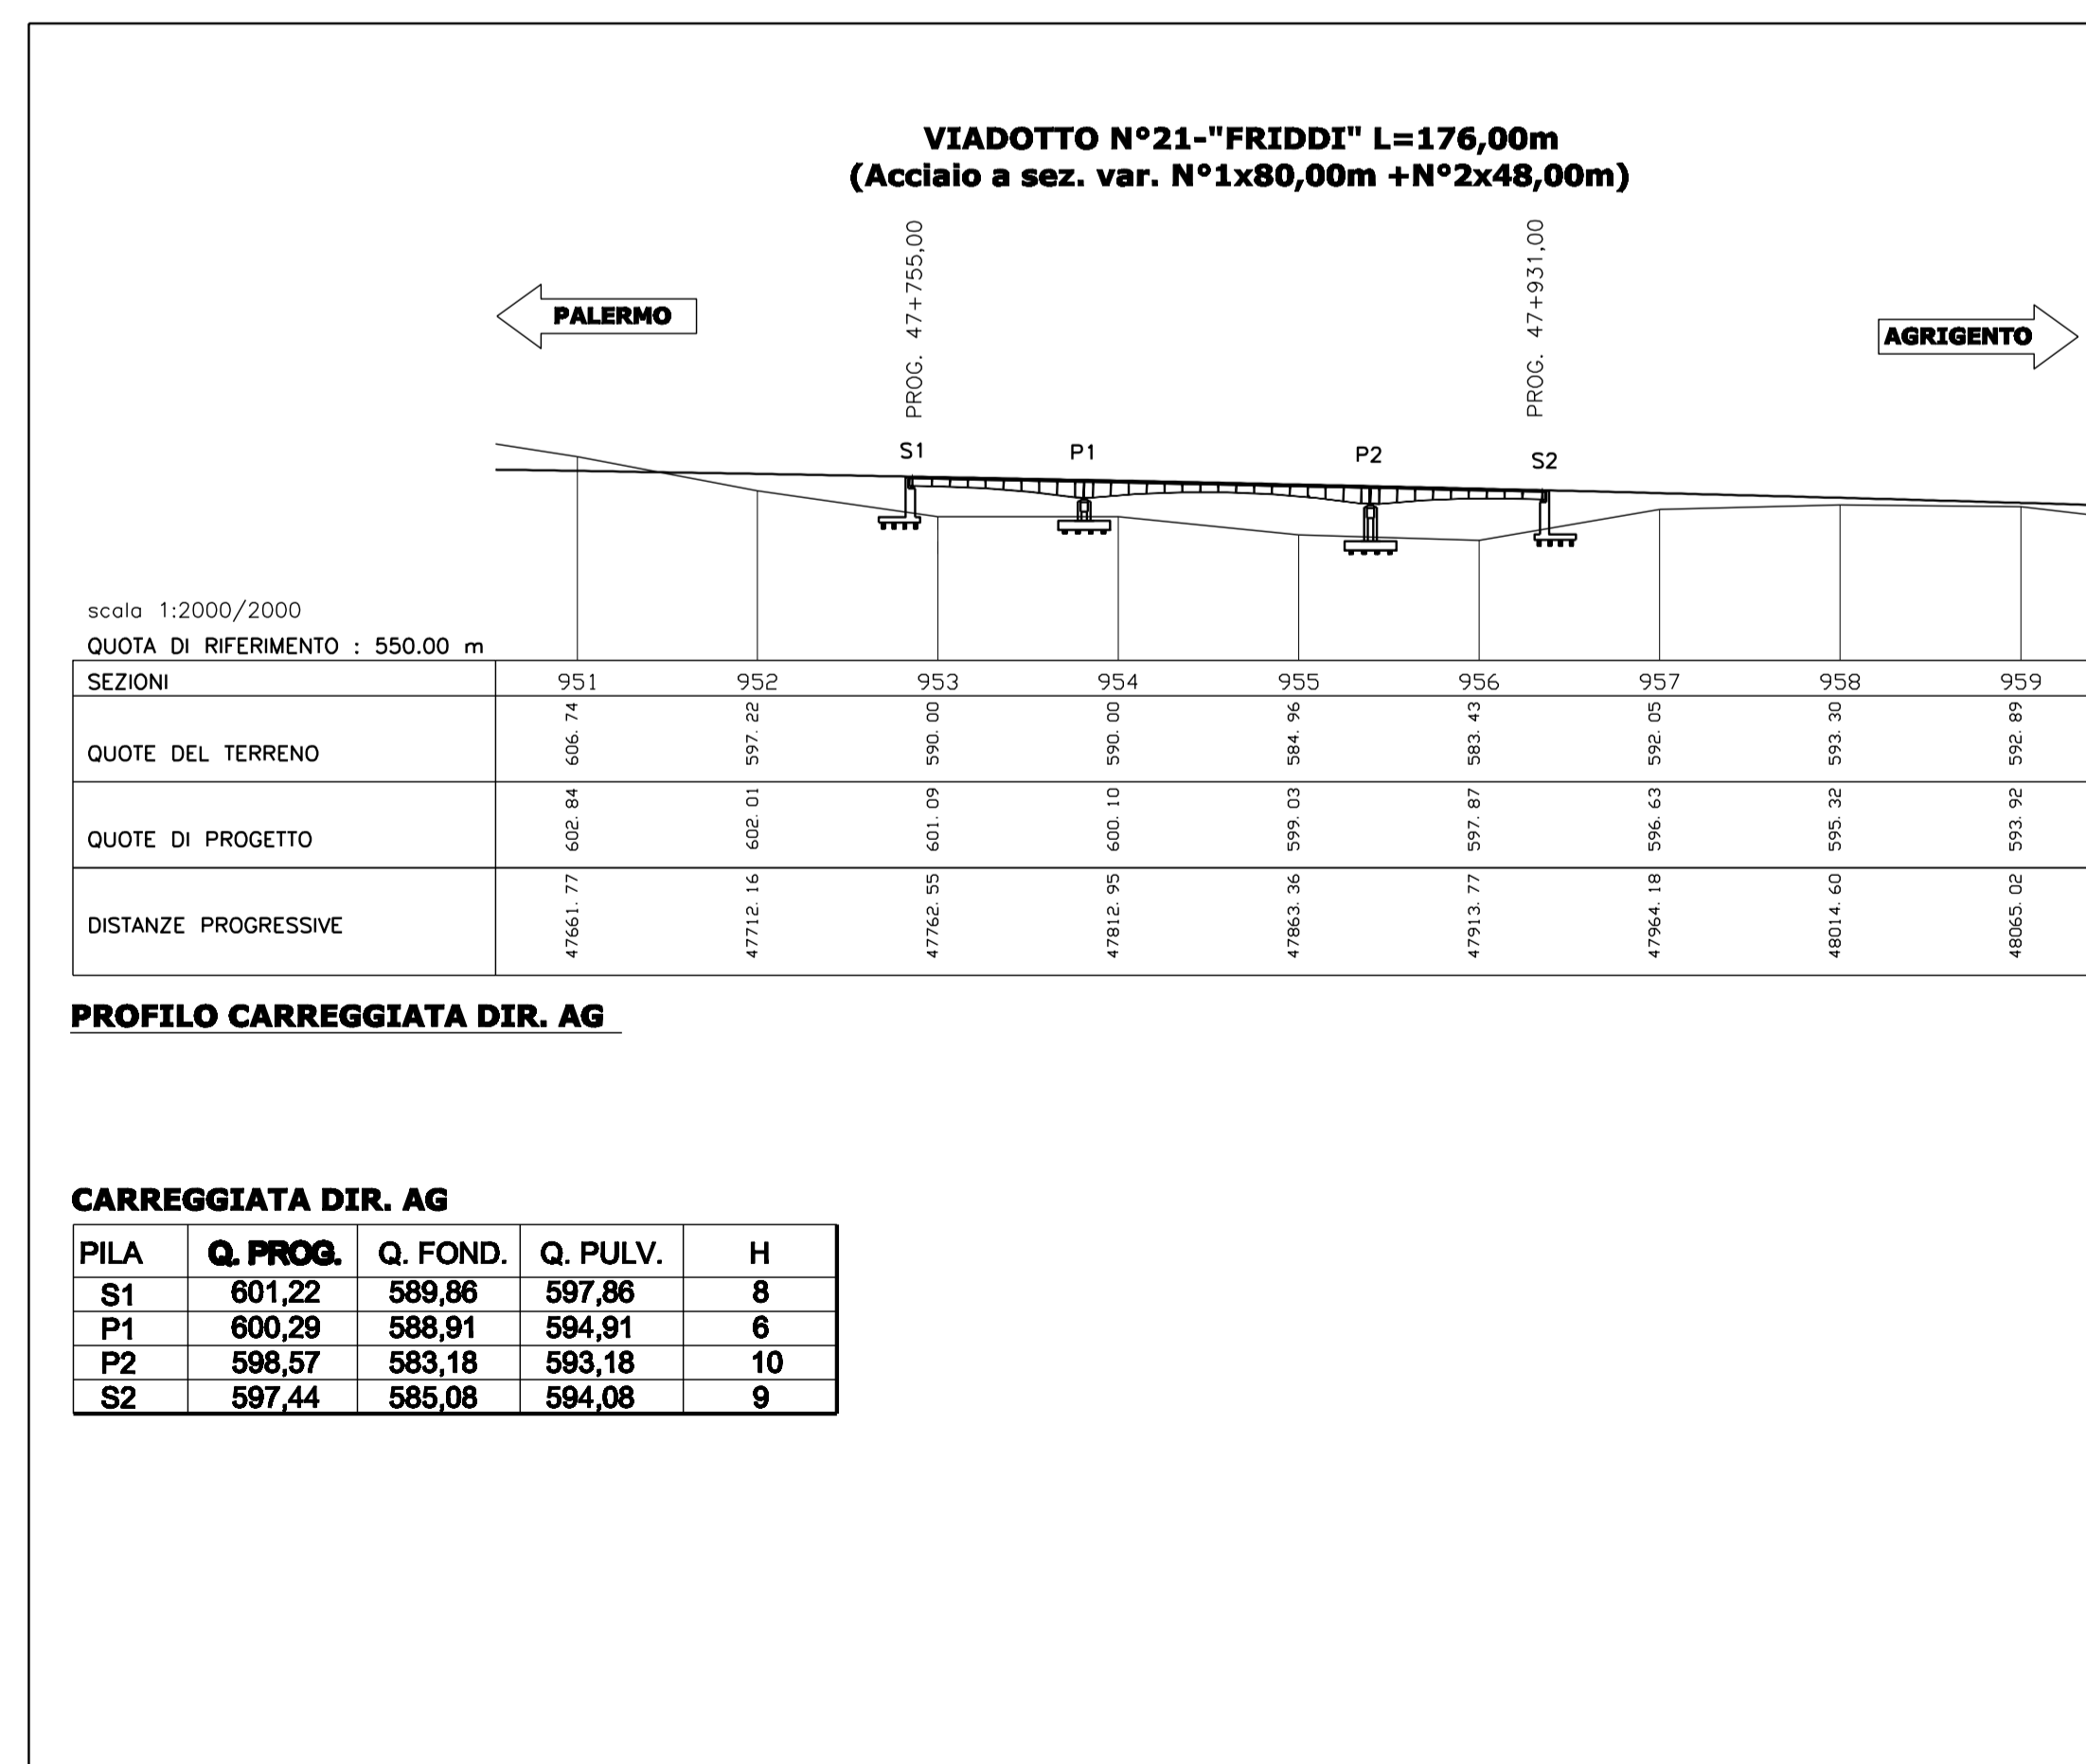 VIADOTTO N°21-"FRIDDI" L=176,00m
(Acciaio a sez. var. N°1x80,00m +N°2x48,00m)
PROG. 47+755,00
PROG. 47+931,00
PALERMO
AGRIGENTO
S1 P1 P2 S2
scala 1:2000/2000
QUOTA DI RIFERIMENTO : 550.00 m
SEZIONI 951 952 953 954 955 956 957 958 959
QUOTE DEL TERRENO 606.74 597.22 590.00 590.00 584.96 583.43 592.05 593.30 592.89
QUOTE DI PROGETTO 602.84 602.01 601.09 600.10 599.03 597.87 596.63 595.32 593.92
DISTANZE PROGRESSIVE 47661.77 47712.16 47762.55 47812.95 47863.36 47913.77 47964.18 48014.60 48065.02
PROFILO CARREGGIATA DIR. AG
CARREGGIATA DIR. AG
PILA Q. PROG. Q. FOND. Q. PULV. H
S1 601,22 589,86 597,86 8
P1 600,29 588,91 594,91 6
P2 598,57 583,18 593,18 10
S2 597,44 585,08 594,08 9